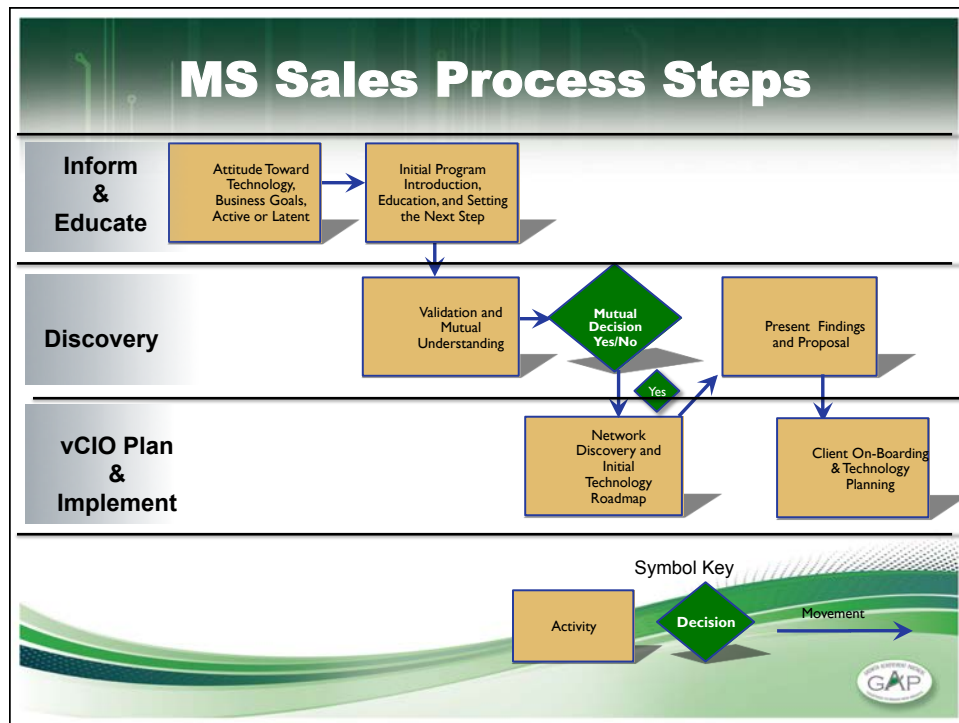 MS Sales Process Steps
Inform
&
Educate
Attitude Toward
Technology,
Business Goals,
Active or Latent
Initial Program
Introduction,
Education, and Setting
the Next Step
Discovery
Validation and
Mutual
Understanding
Mutual
Decision
Yes/No
Present Findings
and Proposal
Yes
vCIO Plan
&
Implement
Network
Discovery and
Initial
Technology
Roadmap
Client On-Boarding
& Technology
Planning
Symbol Key
Activity
Decision
Movement
GAP